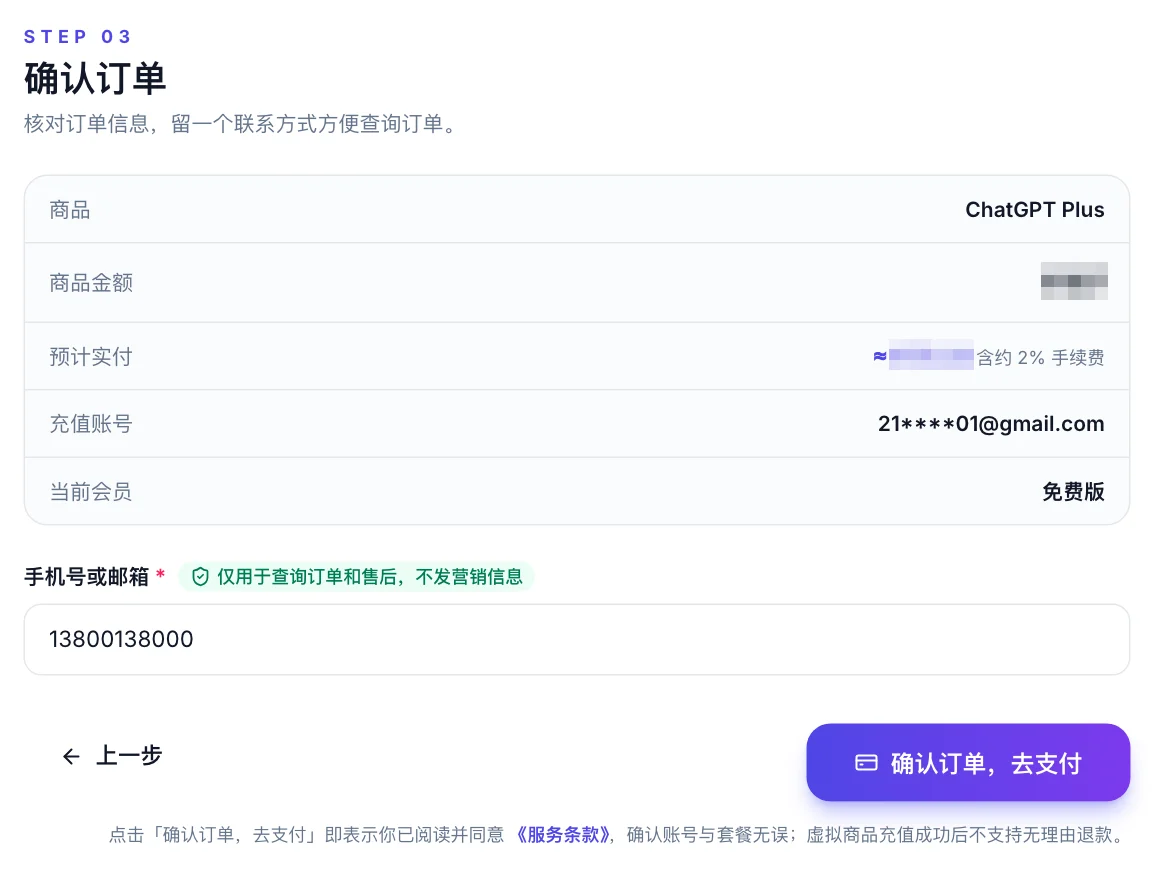 STEP 03
确认订单
核对订单信息，留一个联系方式方便查询订单。
商品 ChatGPT Plus
商品金额
预计实付 ≈ 含约 2% 手续费
充值账号 21****01@gmail.com
当前会员 免费版
手机号或邮箱 * 仅用于查询订单和售后，不发营销信息
13800138000
← 上一步 确认订单，去支付
点击「确认订单，去支付」即表示你已阅读并同意 《服务条款》，确认账号与套餐无误；虚拟商品充值成功后不支持无理由退款。